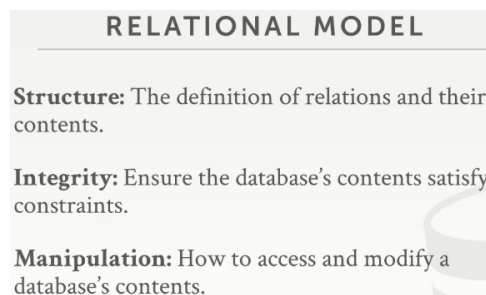 RELATIONAL MODEL
Structure: The definition of relations and their
contents.
Integrity: Ensure the database’s contents satisfy
constraints.
Manipulation: How to access and modify a
database’s contents.